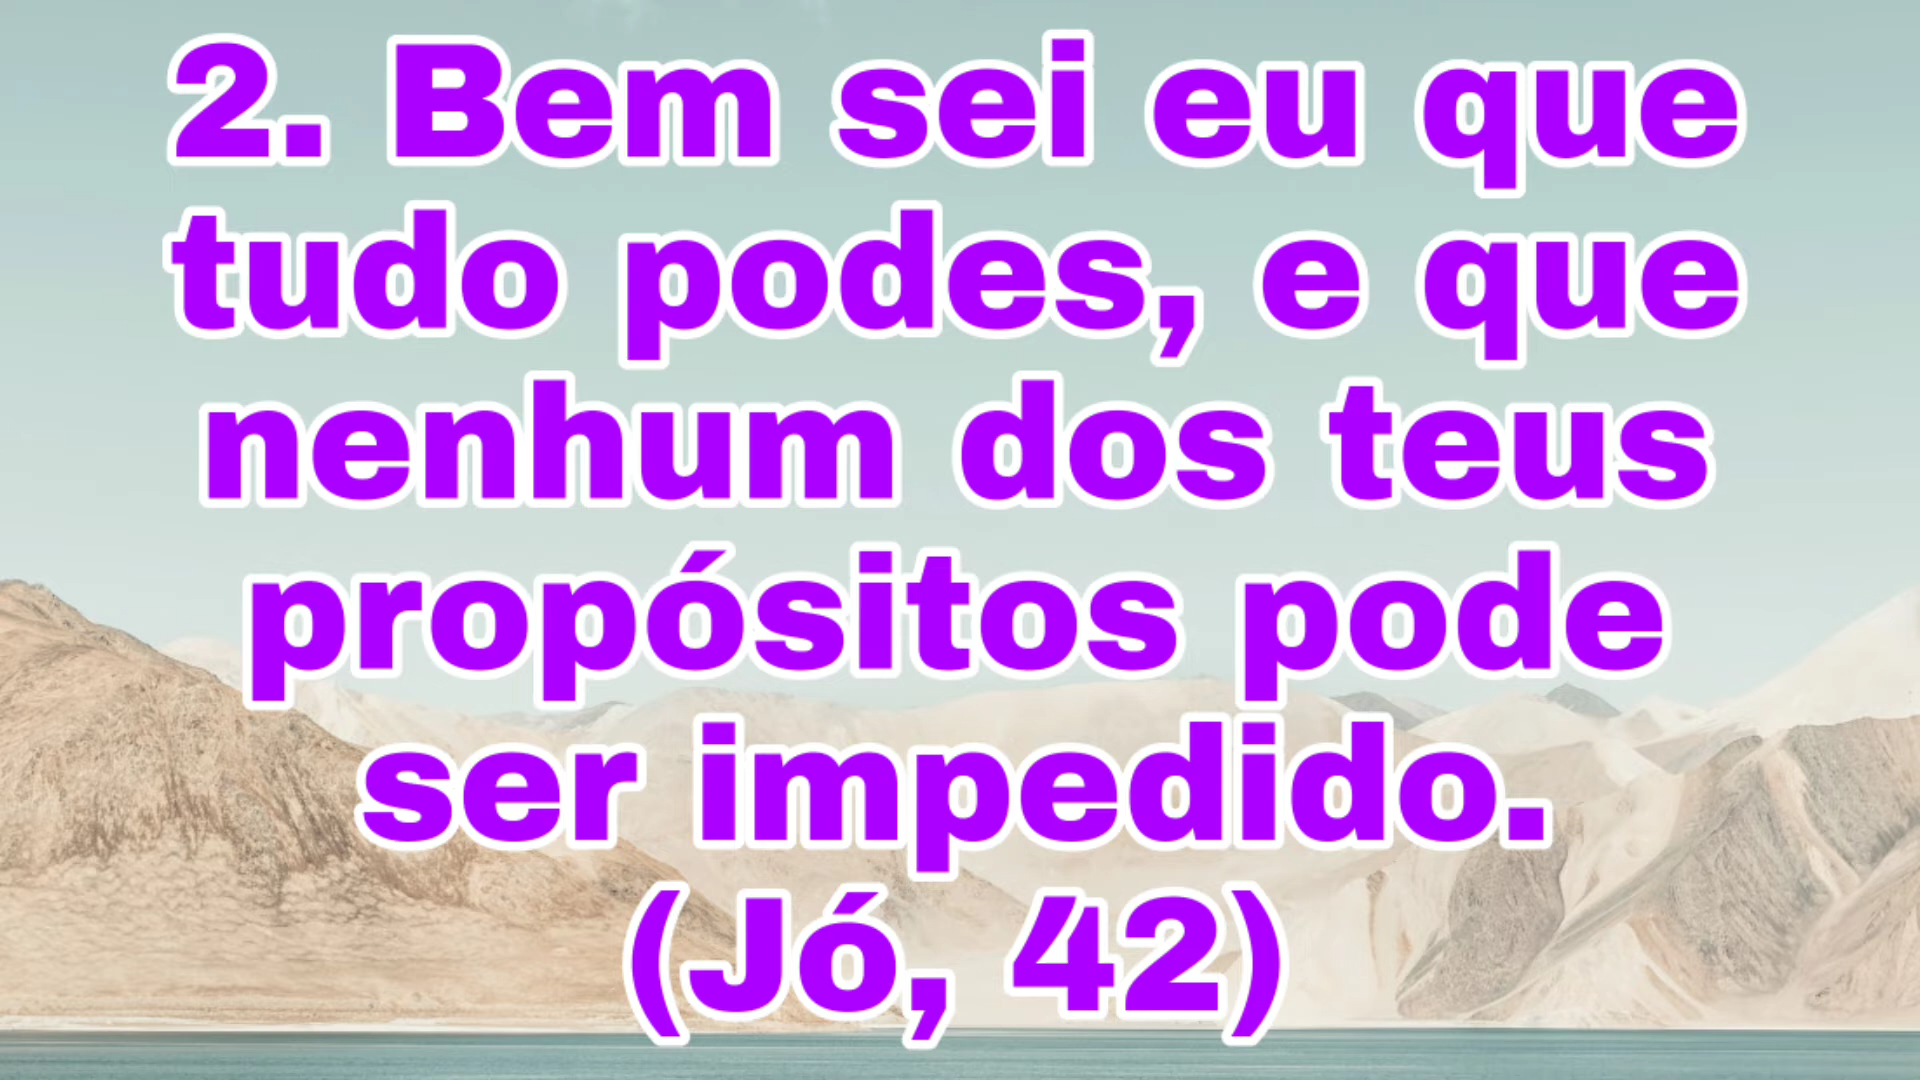 2. Bem sei eu que
tudo podes, e que
nenhum dos teus
propósitos pode
ser impedido.
(Jó, 42)